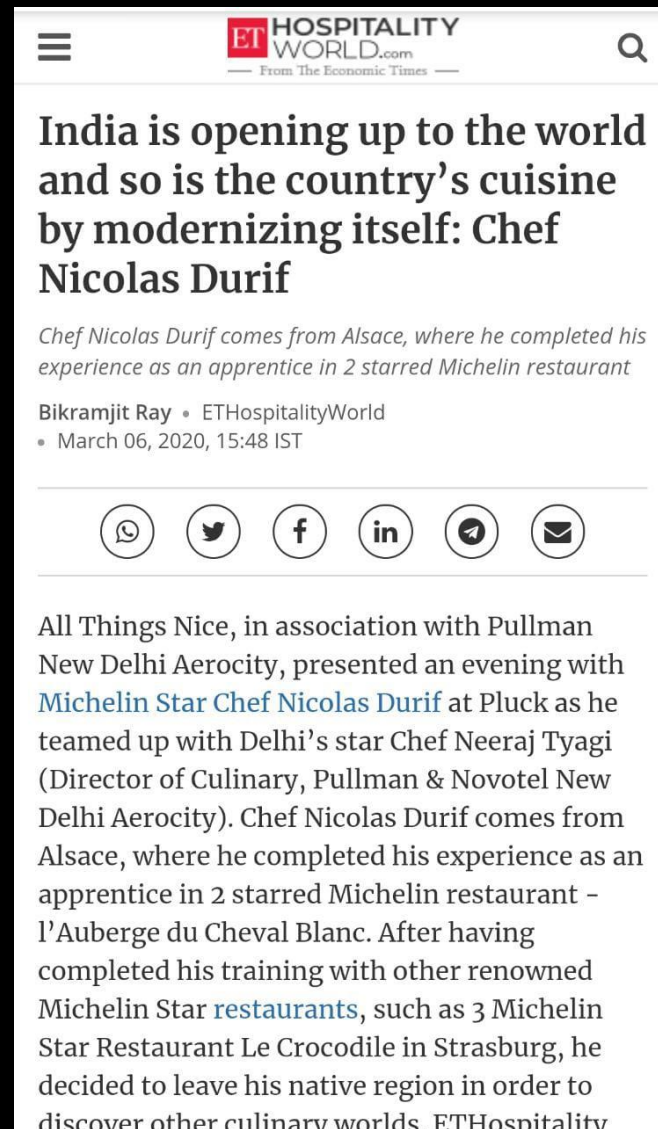 ET HOSPITALITY
WORLD.com
From The Economic Times
India is opening up to the world
and so is the country's cuisine
by modernizing itself: Chef
Nicolas Durif
Chef Nicolas Durif comes from Alsace, where he completed his
experience as an apprentice in 2 starred Michelin restaurant
Bikramjit Ray • ETHospitalityWorld
• March 06, 2020, 15:48 IST
All Things Nice, in association with Pullman
New Delhi Aerocity, presented an evening with
Michelin Star Chef Nicolas Durif at Pluck as he
teamed up with Delhi's star Chef Neeraj Tyagi
(Director of Culinary, Pullman & Novotel New
Delhi Aerocity). Chef Nicolas Durif comes from
Alsace, where he completed his experience as an
apprentice in 2 starred Michelin restaurant -
l'Auberge du Cheval Blanc. After having
completed his training with other renowned
Michelin Star restaurants, such as 3 Michelin
Star Restaurant Le Crocodile in Strasburg, he
decided to leave his native region in order to
discover other culinary worlds. ETHospitality